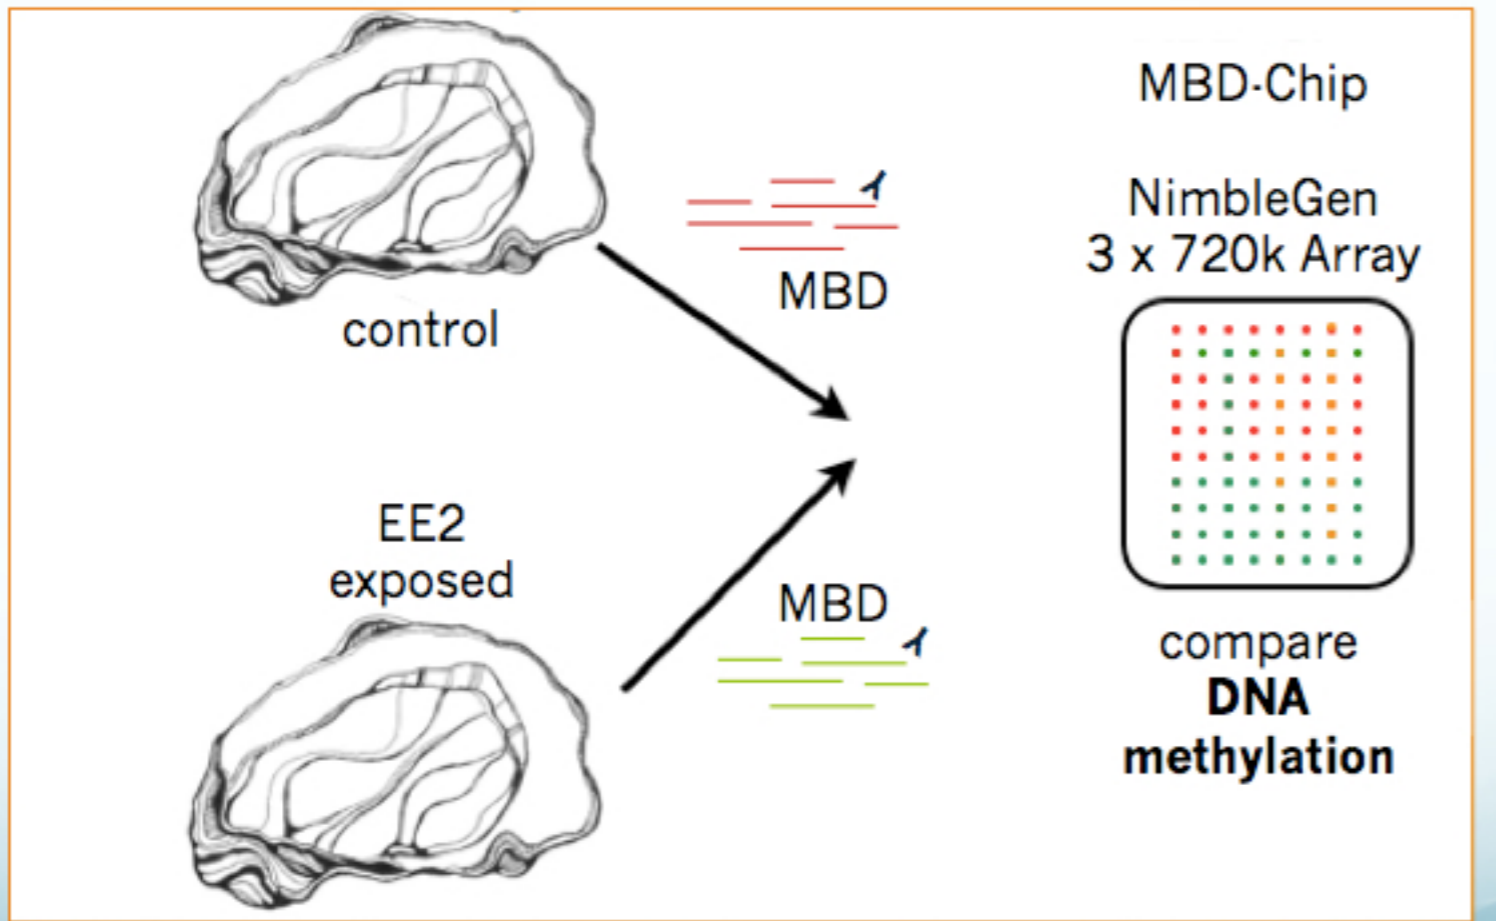 control
MBD
EE2
exposed
MBD
MBD-Chip
NimbleGen
3 x 720k Array
compare
DNA
methylation